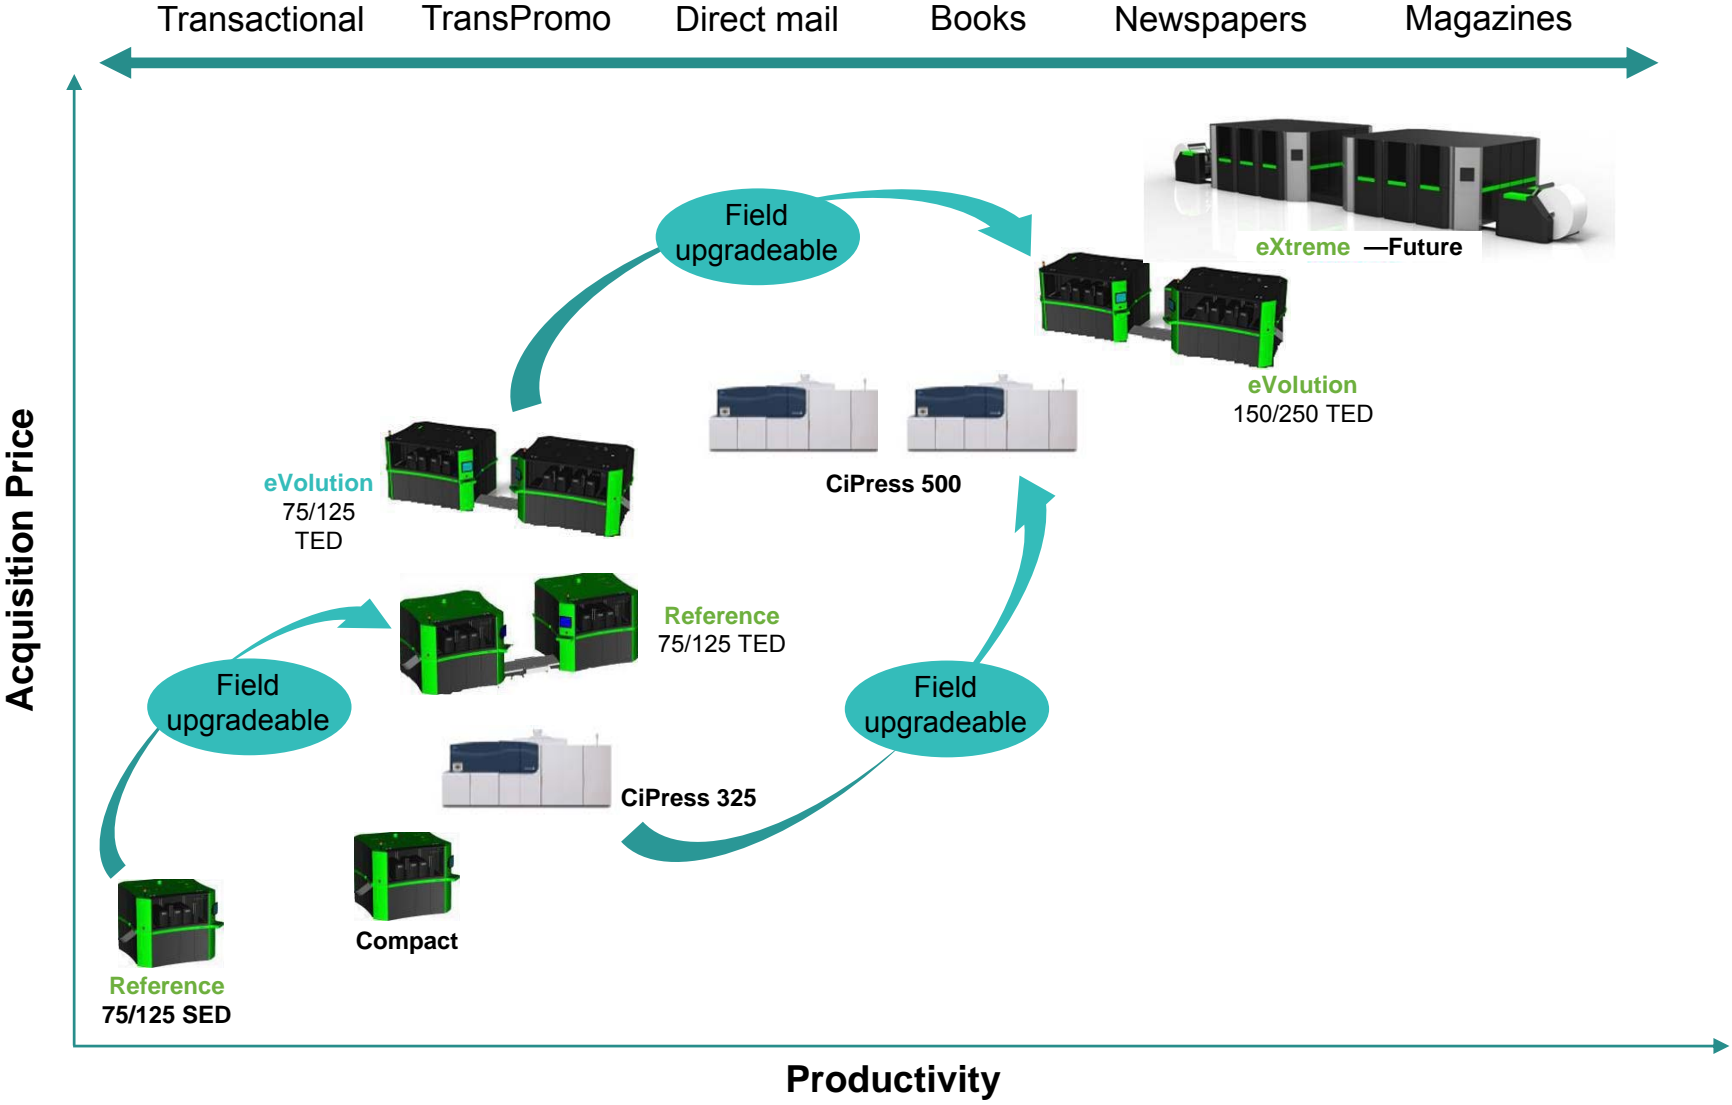 Transactional
TransPromo
Direct mail
Books
Newspapers
Magazines
Field
upgradeable
eXtreme —Future
eVolution
150/250 TED
CiPress 500
eVolution
75/125
TED
Reference
75/125 TED
Field
upgradeable
Field
upgradeable
CiPress 325
Compact
Reference
75/125 SED
Acquisition Price
Productivity